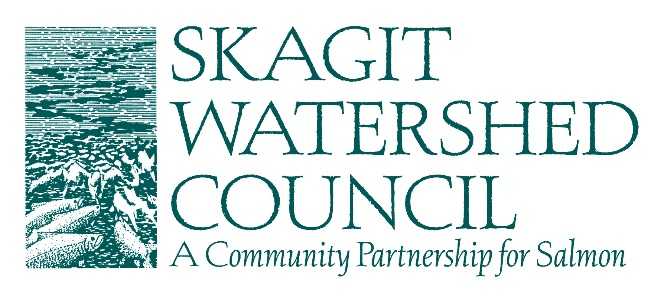 SKAGIT
WATERSHED
COUNCIL
A Community Partnership for Salmon